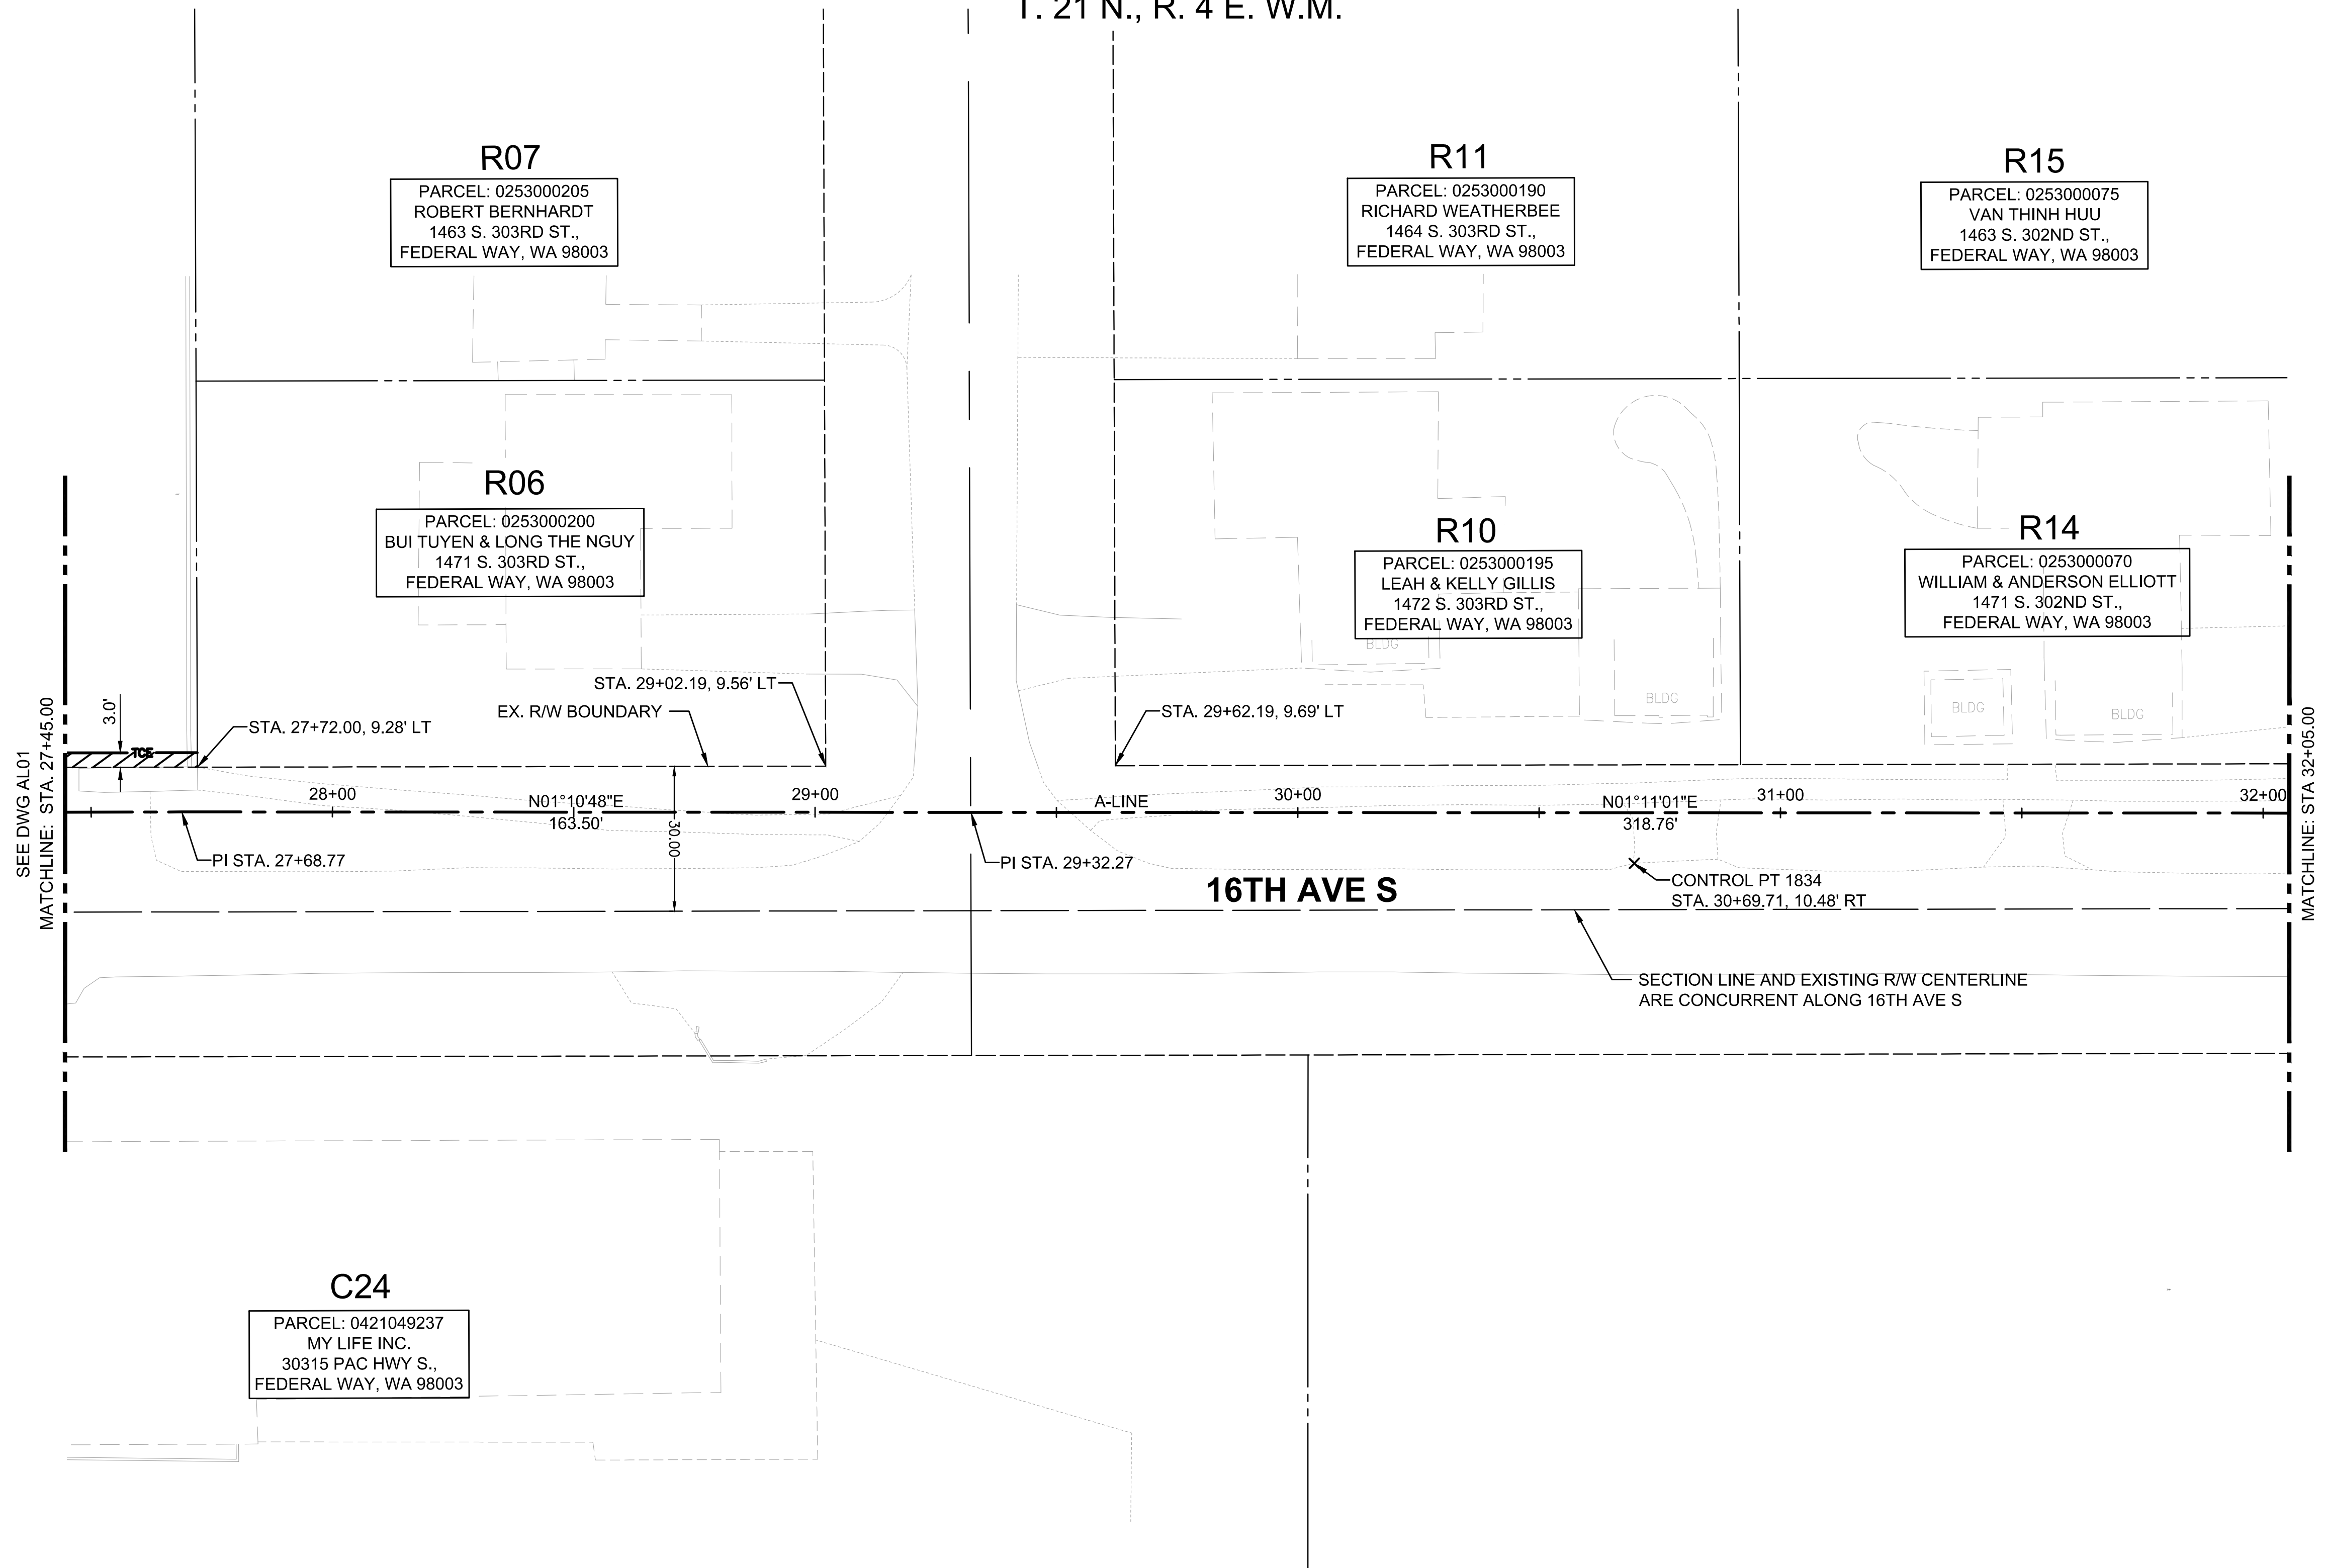 T. 21 N., R. 4 E. W.M.
R07
PARCEL: 0253000205
ROBERT BERNHARDT
1463 S. 303RD ST.,
FEDERAL WAY, WA 98003
R11
PARCEL: 0253000190
RICHARD WEATHERBEE
1464 S. 303RD ST.,
FEDERAL WAY, WA 98003
R15
PARCEL: 0253000075
VAN THINH HUU
1463 S. 302ND ST.,
FEDERAL WAY, WA 98003
R06
PARCEL: 0253000200
BUI TUYEN & LONG THE NGUY
1471 S. 303RD ST.,
FEDERAL WAY, WA 98003
R10
PARCEL: 0253000195
LEAH & KELLY GILLIS
1472 S. 303RD ST.,
FEDERAL WAY, WA 98003
BLDG
BLDG
R14
PARCEL: 0253000070
WILLIAM & ANDERSON ELLIOTT
1471 S. 302ND ST.,
FEDERAL WAY, WA 98003
BLDG
BLDG
SEE DWG AL01
MATCHLINE: STA. 27+45.00
3.0'
TCE
STA. 27+72.00, 9.28' LT
STA. 29+02.19, 9.56' LT
EX. R/W BOUNDARY
STA. 29+62.19, 9.69' LT
28+00
N01°10'48"E
163.50'
29+00
A-LINE
30+00
N01°11'01"E
318.76'
31+00
32+00
30.00
PI STA. 27+68.77
PI STA. 29+32.27
16TH AVE S
CONTROL PT 1834
STA. 30+69.71, 10.48' RT
SECTION LINE AND EXISTING R/W CENTERLINE
ARE CONCURRENT ALONG 16TH AVE S
MATCHLINE: STA 32+05.00
C24
PARCEL: 0421049237
MY LIFE INC.
30315 PAC HWY S.,
FEDERAL WAY, WA 98003